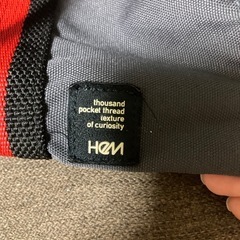 thousand
pocket thread
texture
of curiosity
HeM